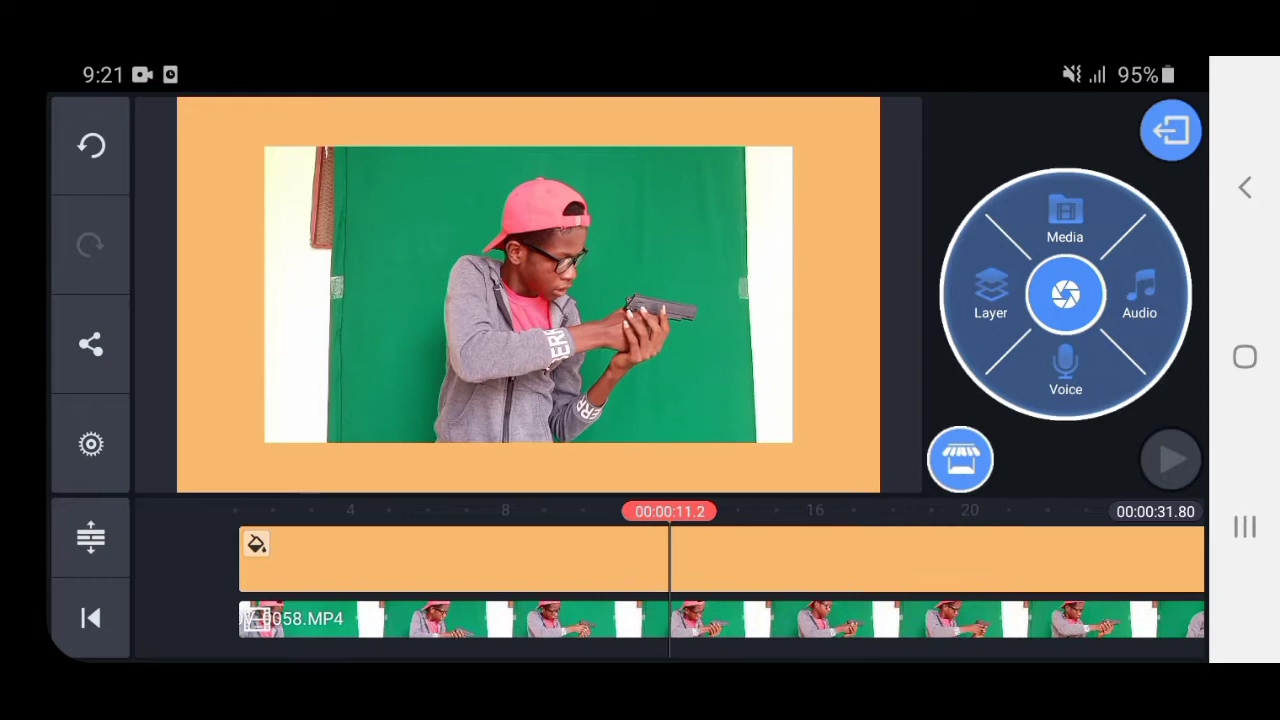 9:21
95%
Media
Layer
Audio
Voice
4
8
00:00:11.2
16
20
00:00:31.80
0058.MP4